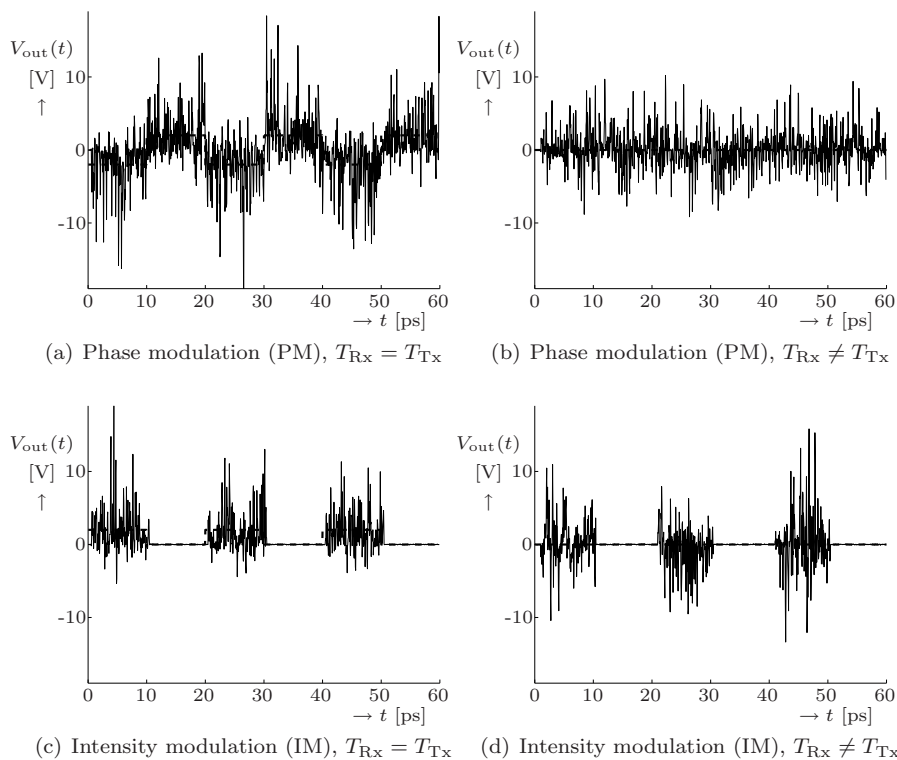 V_out(t)
[V]
↑
10
0
-10
0 10 20 30 40 50 60
→ t [ps]
(a) Phase modulation (PM), T_Rx = T_Tx
V_out(t)
[V]
↑
10
0
-10
0 10 20 30 40 50 60
→ t [ps]
(b) Phase modulation (PM), T_Rx ≠ T_Tx
V_out(t)
[V]
↑
10
0
-10
0 10 20 30 40 50 60
→ t [ps]
(c) Intensity modulation (IM), T_Rx = T_Tx
V_out(t)
[V]
↑
10
0
-10
0 10 20 30 40 50 60
→ t [ps]
(d) Intensity modulation (IM), T_Rx ≠ T_Tx